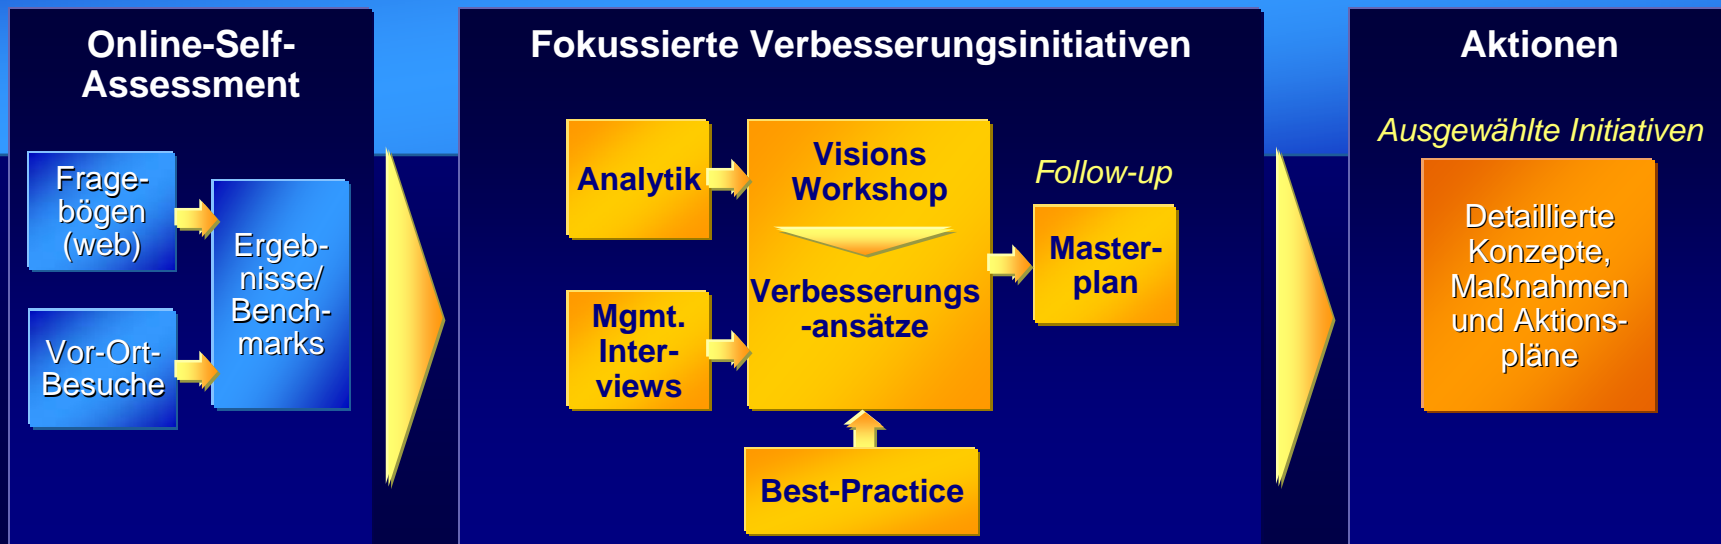 Online-Self-
Assessment
Frage-
bögen
(web)
Vor-Ort-
Besuche
Ergeb-
nisse/
Bench-
marks
Fokussierte Verbesserungsinitiativen
Analytik
Mgmt.
Inter-
views
Visions
Workshop
Verbesserungs
-ansätze
Best-Practice
Follow-up
Master-
plan
Aktionen
Ausgewählte Initiativen
Detaillierte
Konzepte,
Maßnahmen
und Aktions-
pläne